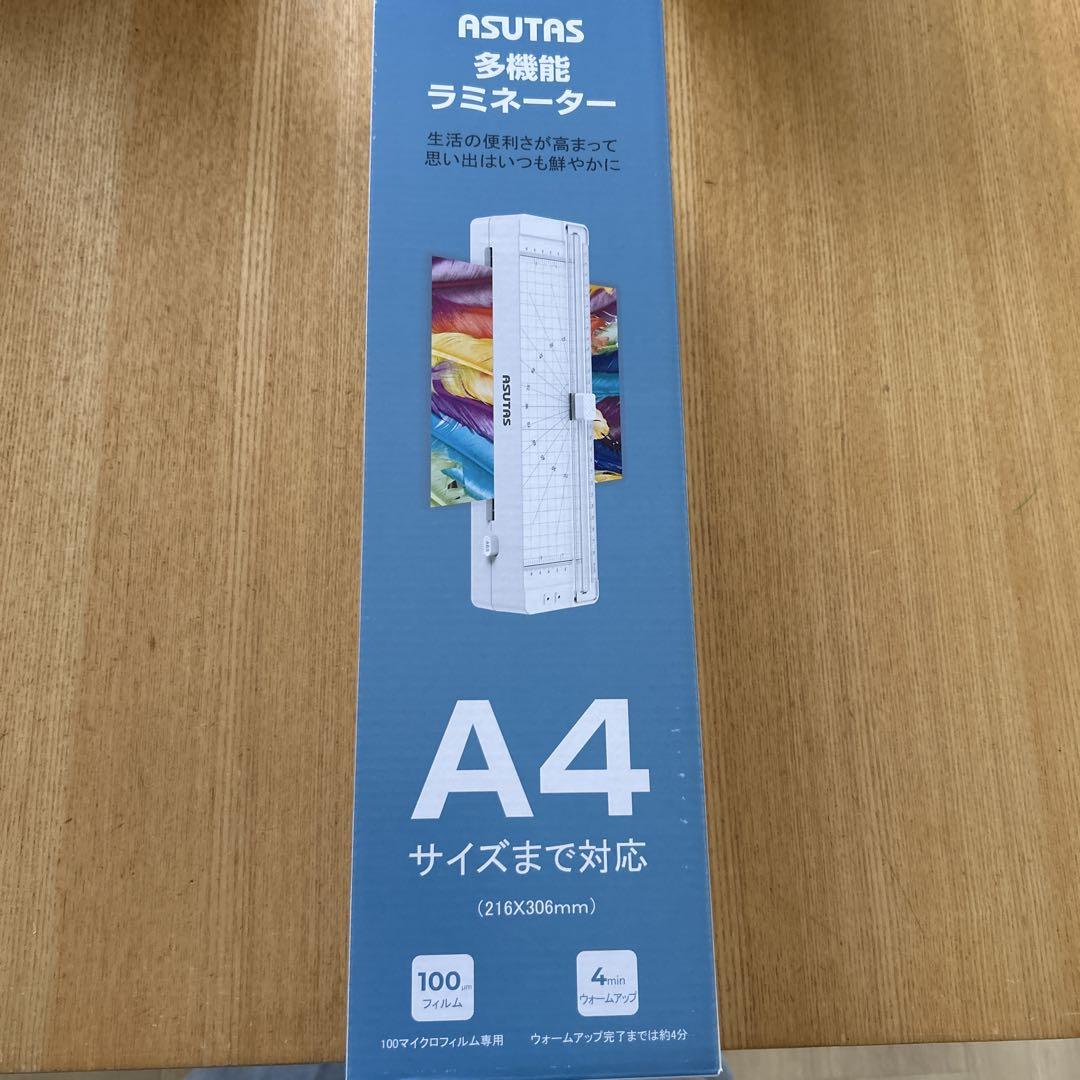 ASUTAS
多機能
ラミネーター
生活の便利さが高まって
思い出はいつも鮮やかに
ASUTAS
A4
サイズまで対応
(216X306mm)
100μm
フィルム
4min
ウォームアップ
100マイクロフィルム専用
ウォームアップ完了までは約4分